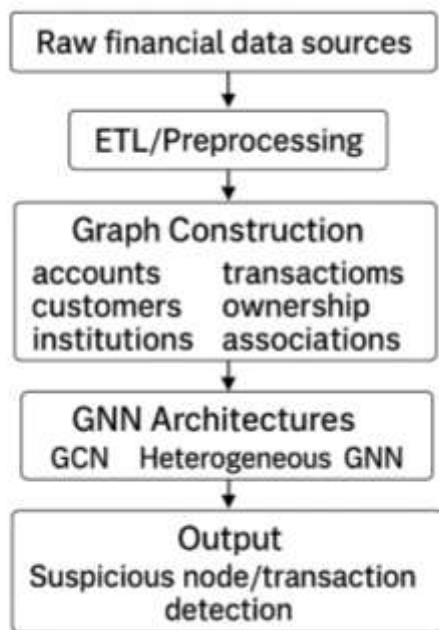 Raw financial data sources
ETL/Preprocessing
Graph Construction
accounts transactioms
customers ownership
institutions associations
GNN Architectures
GCN Heterogeneous GNN
Output
Suspicious node/transaction
detection